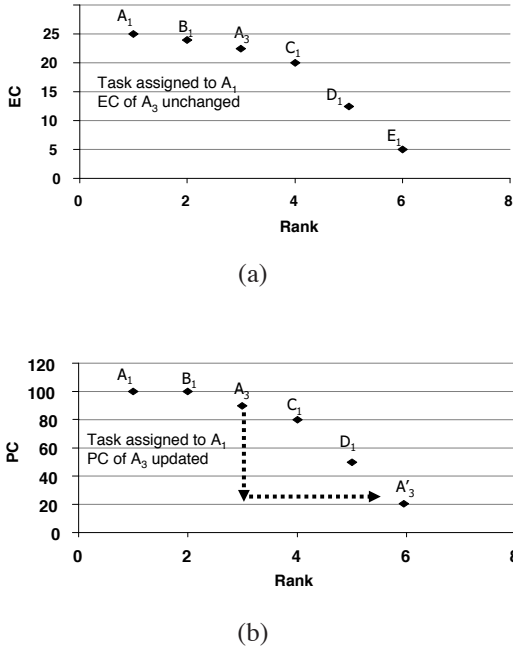 25
20
15
10
5
0
EC
A1
B1
A3
C1
D1
E1
Task assigned to A1
EC of A3 unchanged
0 2 4 6 8
Rank
(a)
120
100
80
60
40
20
0
PC
A1
B1
A3
C1
D1
A'3
Task assigned to A1
PC of A3 updated
0 2 4 6 8
Rank
(b)